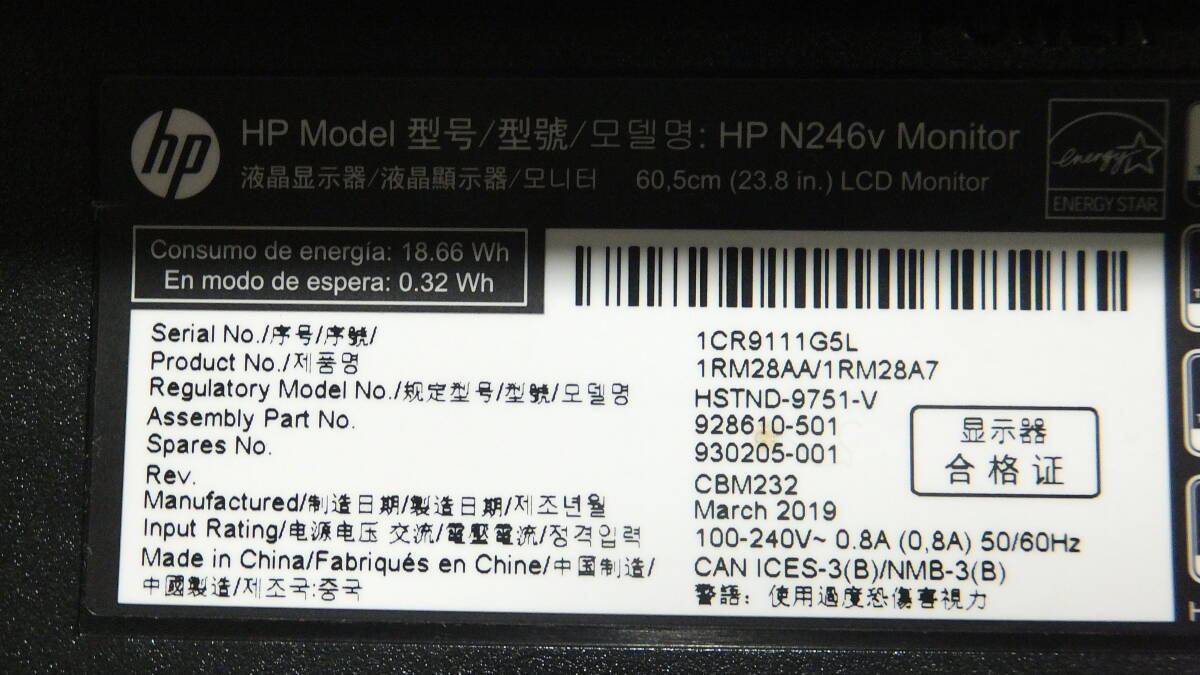 hp
HP Model 型号/型號/모델명: HP N246v Monitor
液晶显示器/液晶顯示器/모니터 60,5cm (23.8 in.) LCD Monitor
energy
ENERGY STAR
Consumo de energía: 18.66 Wh
En modo de espera: 0.32 Wh
Serial No./序号/序號/ 1CR9111G5L
Product No./제품명 1RM28AA/1RM28A7
Regulatory Model No./规定型号/型號/모델명 HSTND-9751-V
Assembly Part No. 928610-501
Spares No. 930205-001
Rev. CBM232
Manufactured/制造日期/製造日期/제조년월 March 2019
Input Rating/电源电压 交流/電壓電流/정격입력 100-240V~ 0.8A (0,8A) 50/60Hz
Made in China/Fabriqués en Chine/中国制造/ CAN ICES-3(B)/NMB-3(B)
中國製造/제조국:중국 警語: 使用過度恐傷害視力
显示器
合格证